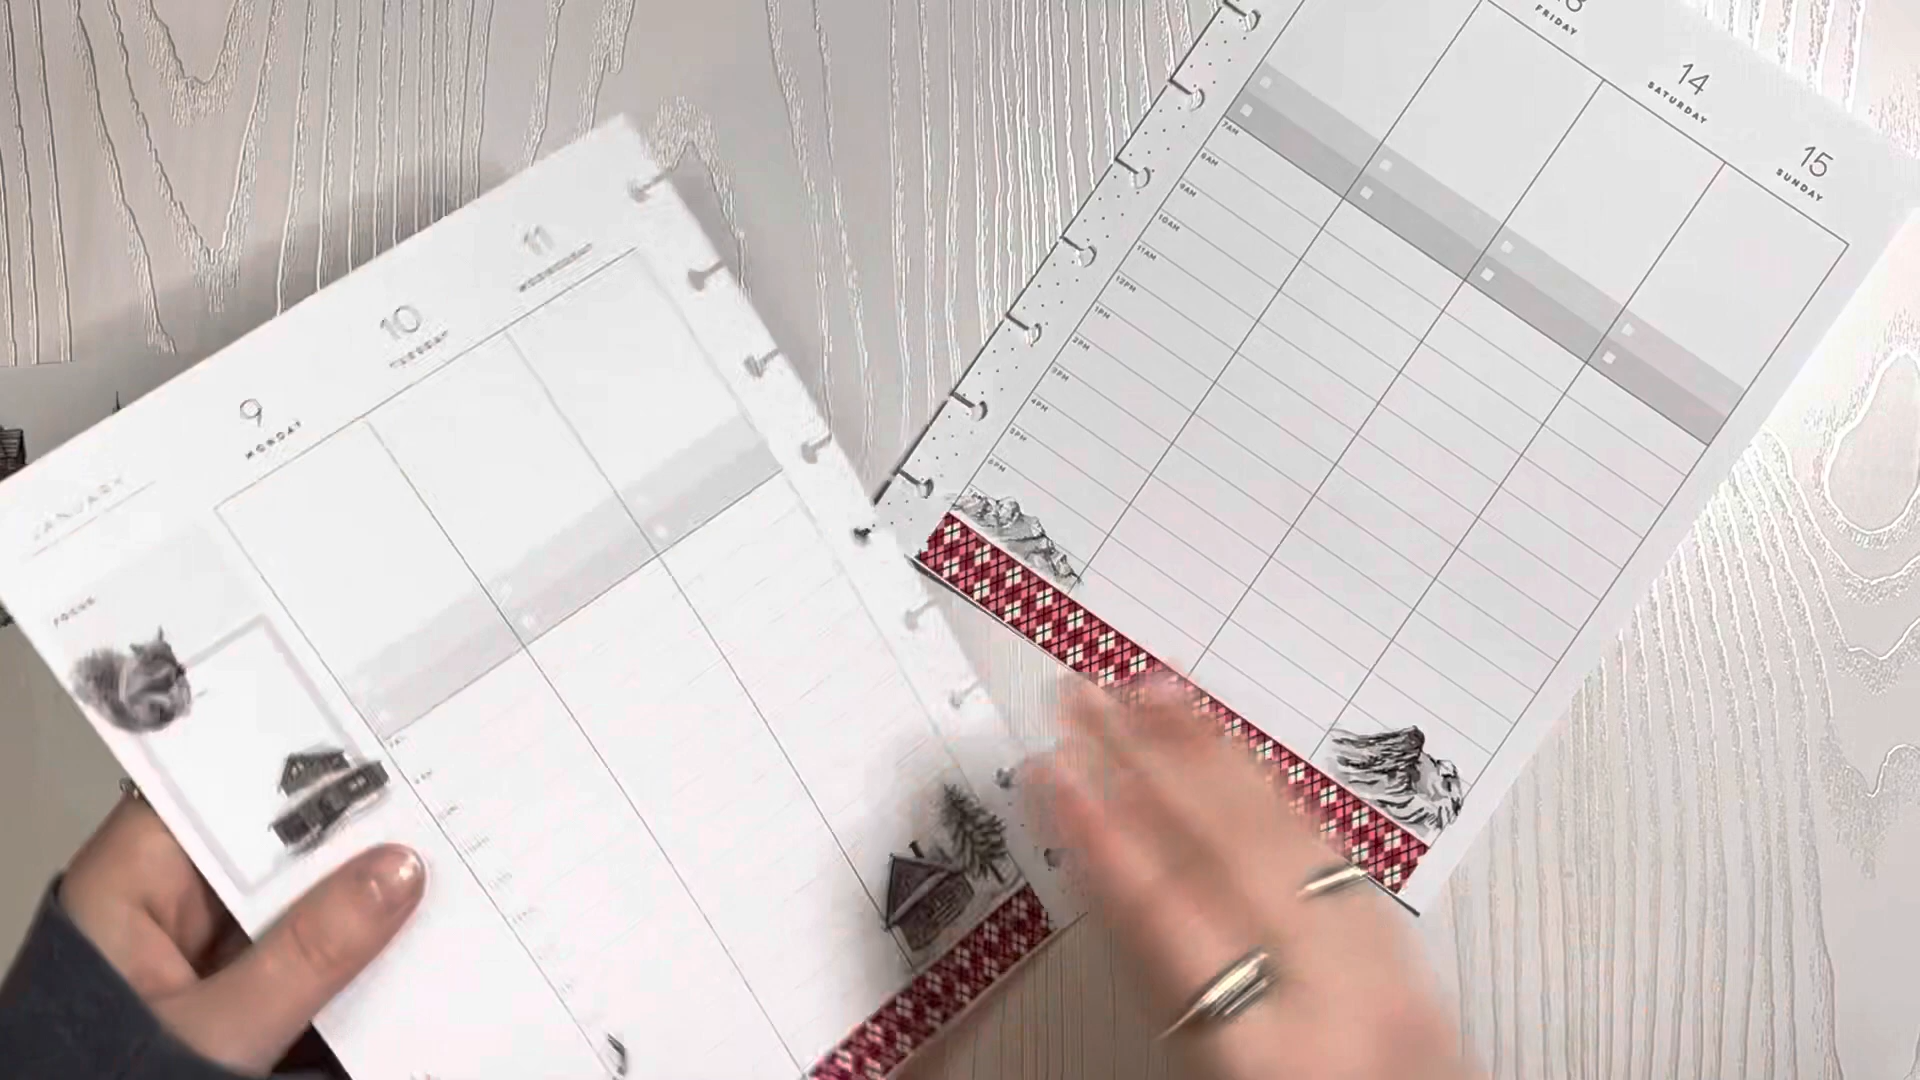 JANUARY
FOCUS
9
MONDAY
10
TUESDAY
11
FRIDAY
14
SATURDAY
15
SUNDAY
7AM
8AM
9AM
10AM
11AM
12PM
1PM
2PM
3PM
4PM
5PM
6PM